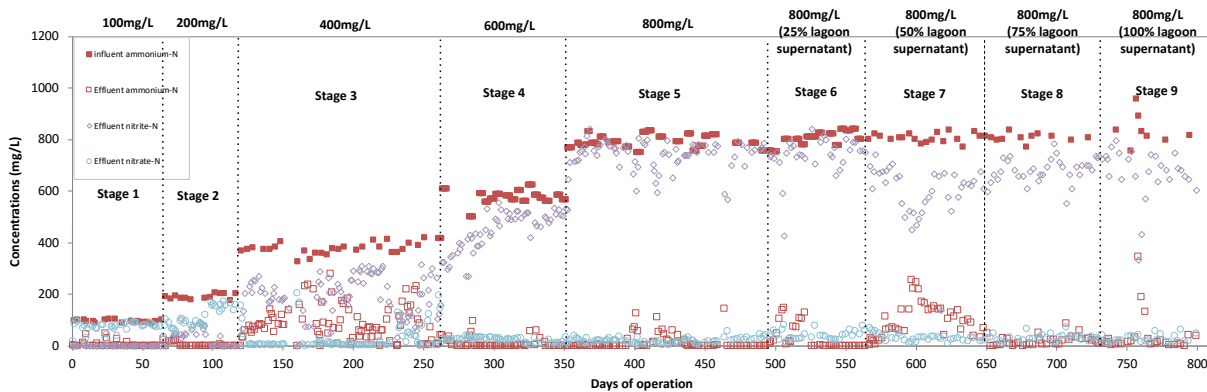 100mg/L 200mg/L 400mg/L 600mg/L 800mg/L 800mg/L 800mg/L 800mg/L 800mg/L
(25% lagoon (50% lagoon (75% lagoon (100% lagoon
supernatant) supernatant) supernatant) supernatant)
1200
1000
800
600
400
200
0
Concentrations (mg/L)
influent ammonium-N
Effluent ammonium-N
Effluent nitrite-N
Effluent nitrate-N
Stage 1
Stage 2
Stage 3
Stage 4
Stage 5
Stage 6
Stage 7
Stage 8
Stage 9
0 50 100 150 200 250 300 350 400 450 500 550 600 650 700 750 800
Days of operation